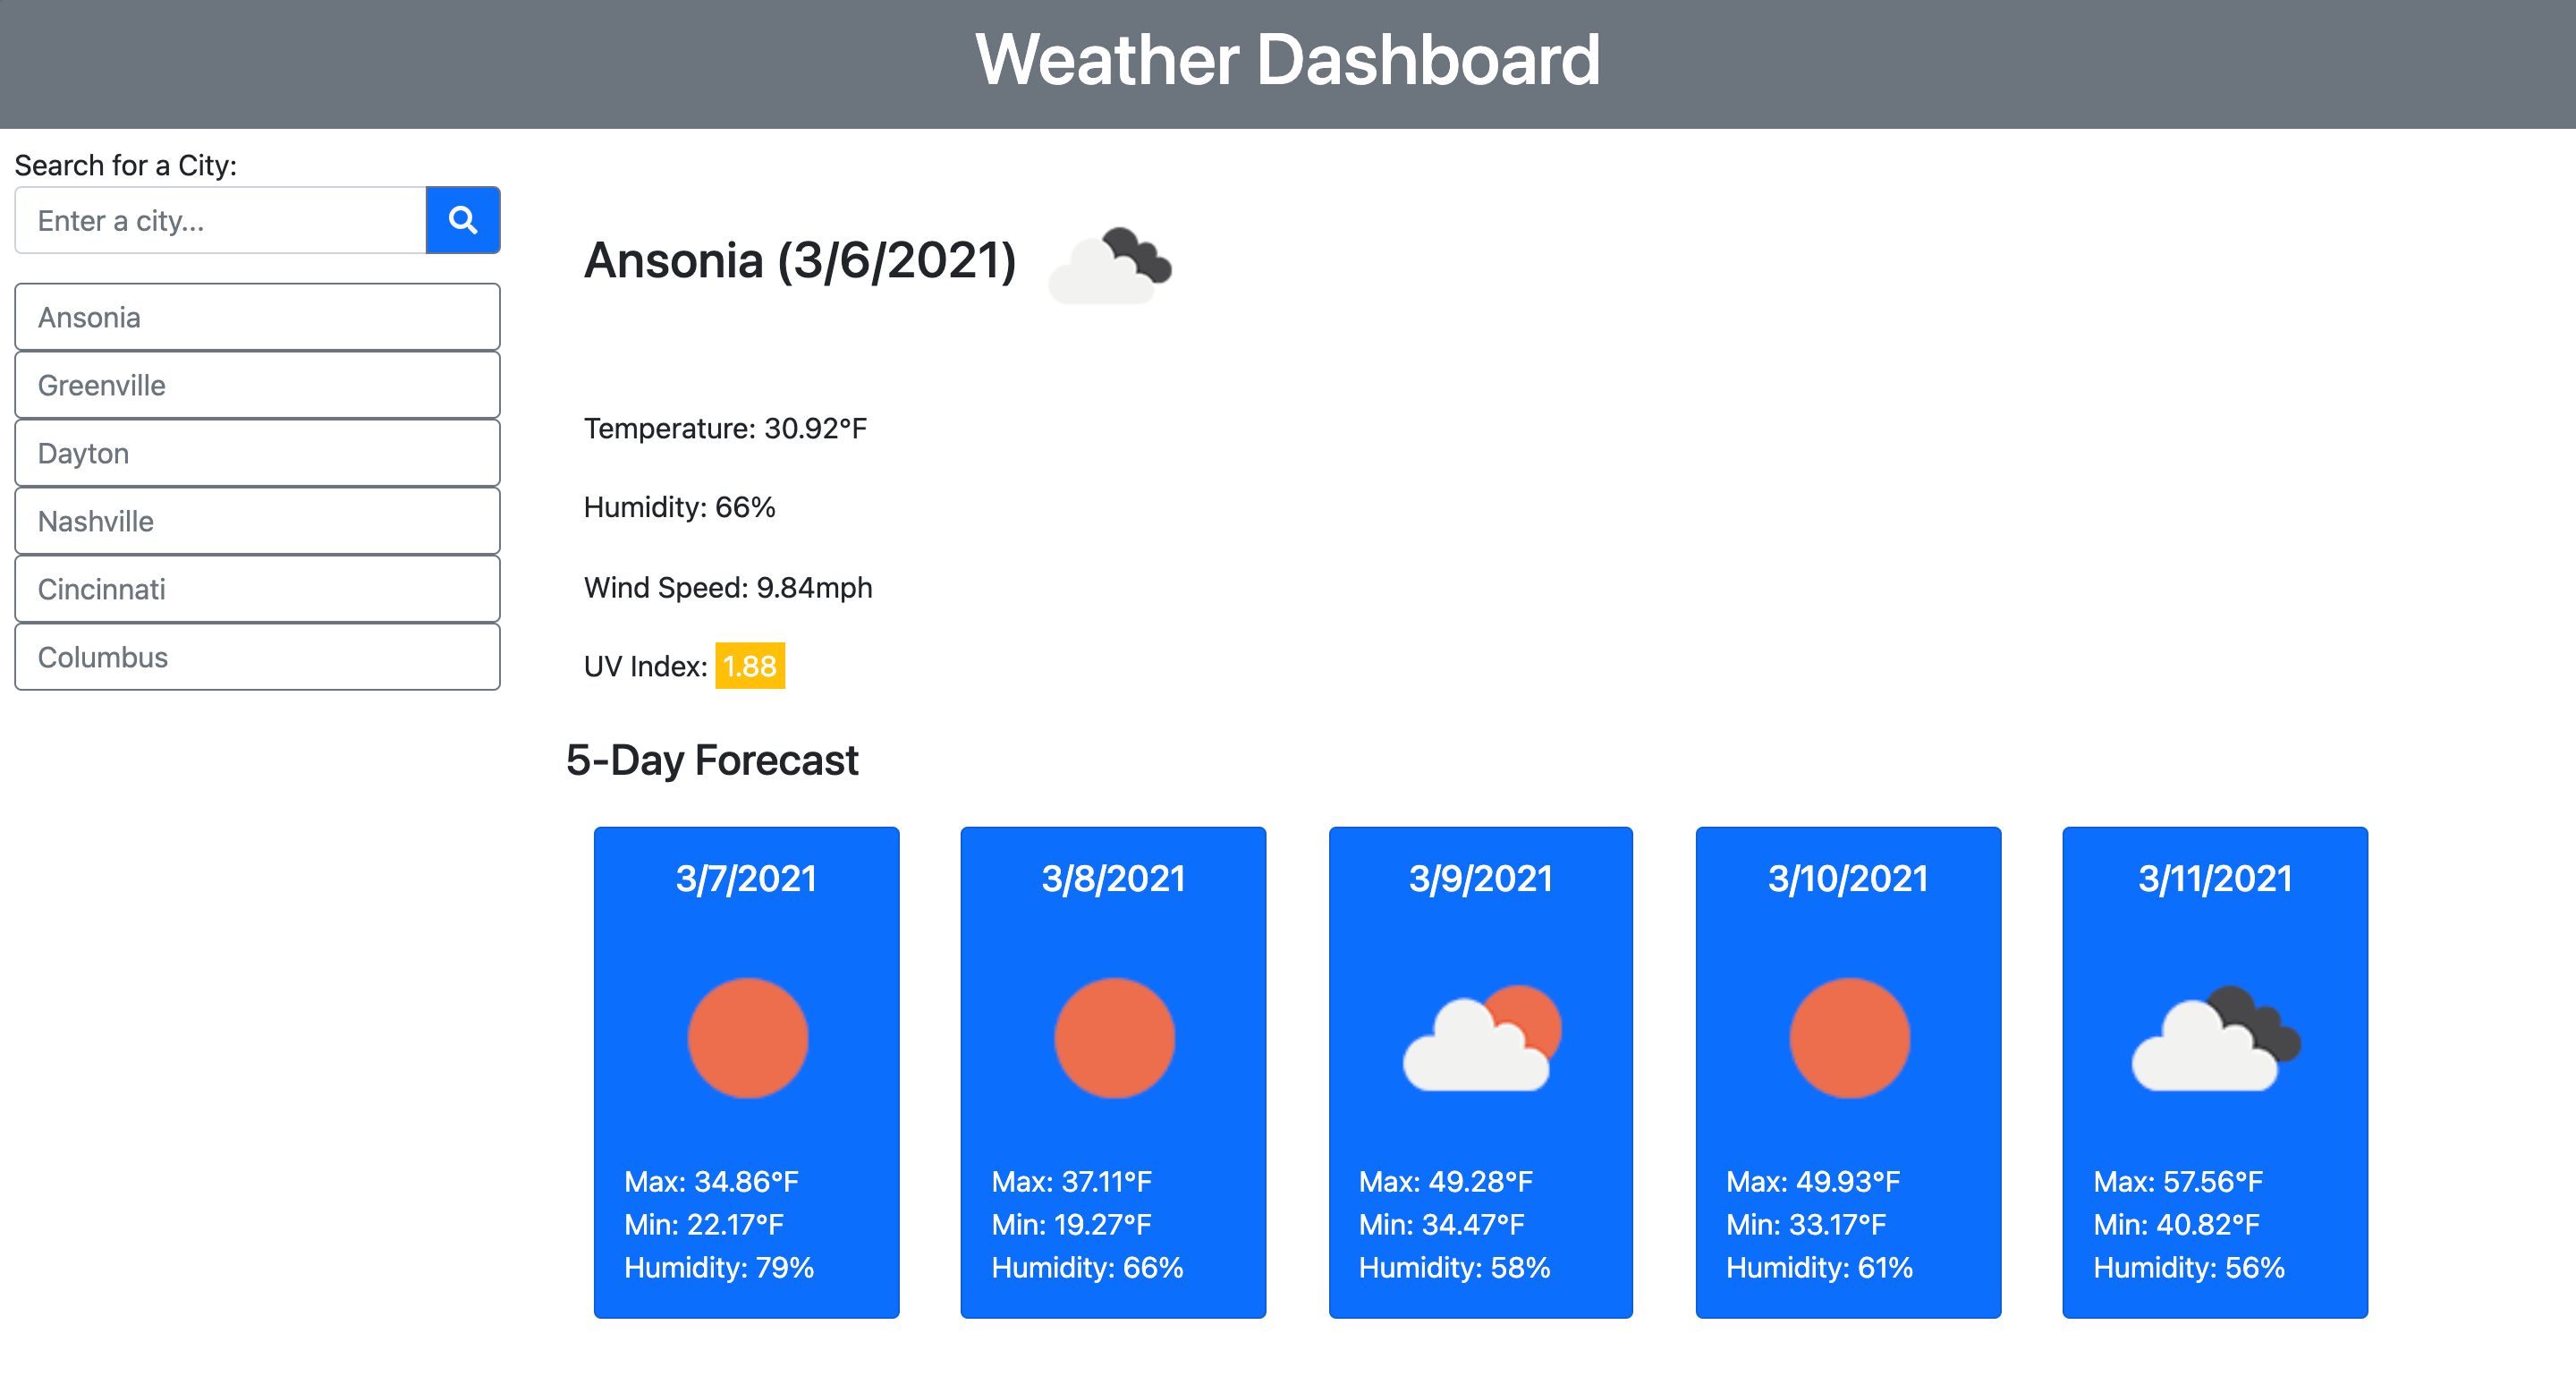 Weather Dashboard
Search for a City:
Enter a city...
Ansonia
Greenville
Dayton
Nashville
Cincinnati
Columbus
Ansonia (3/6/2021)
Temperature: 30.92°F
Humidity: 66%
Wind Speed: 9.84mph
UV Index: 1.88
5-Day Forecast
3/7/2021
Max: 34.86°F
Min: 22.17°F
Humidity: 79%
3/8/2021
Max: 37.11°F
Min: 19.27°F
Humidity: 66%
3/9/2021
Max: 49.28°F
Min: 34.47°F
Humidity: 58%
3/10/2021
Max: 49.93°F
Min: 33.17°F
Humidity: 61%
3/11/2021
Max: 57.56°F
Min: 40.82°F
Humidity: 56%